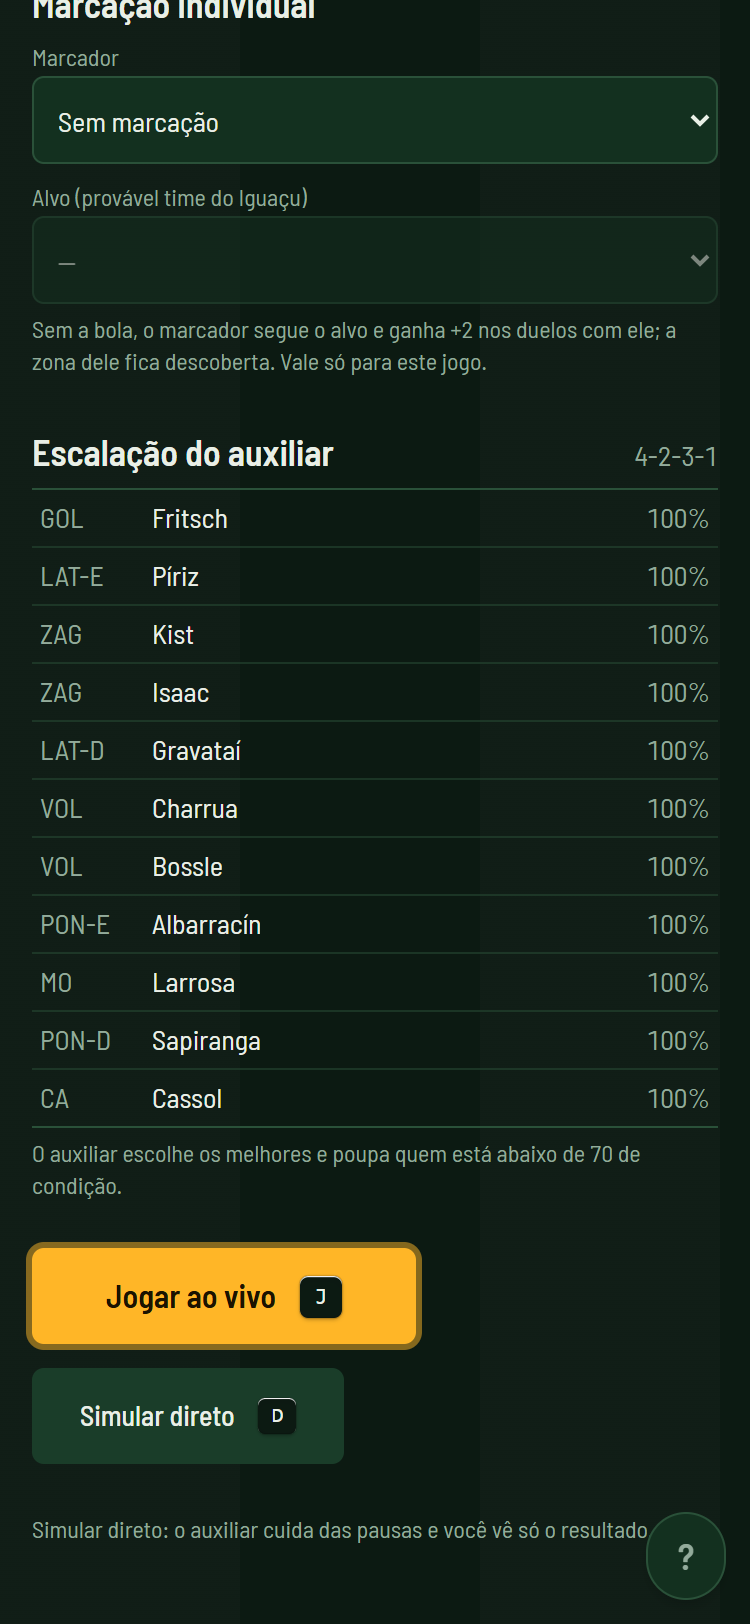 Marcação individual
Marcador
Sem marcação
Alvo (provável time do Iguaçu)
—
Sem a bola, o marcador segue o alvo e ganha +2 nos duelos com ele; a
zona dele fica descoberta. Vale só para este jogo.
Escalação do auxiliar 4-2-3-1
GOL Fritsch 100%
LAT-E Píriz 100%
ZAG Kist 100%
ZAG Isaac 100%
LAT-D Gravataí 100%
VOL Charrua 100%
VOL Bossle 100%
PON-E Albarracín 100%
MO Larrosa 100%
PON-D Sapiranga 100%
CA Cassol 100%
O auxiliar escolhe os melhores e poupa quem está abaixo de 70 de
condição.
Jogar ao vivo J
Simular direto D
Simular direto: o auxiliar cuida das pausas e você vê só o resultado
?